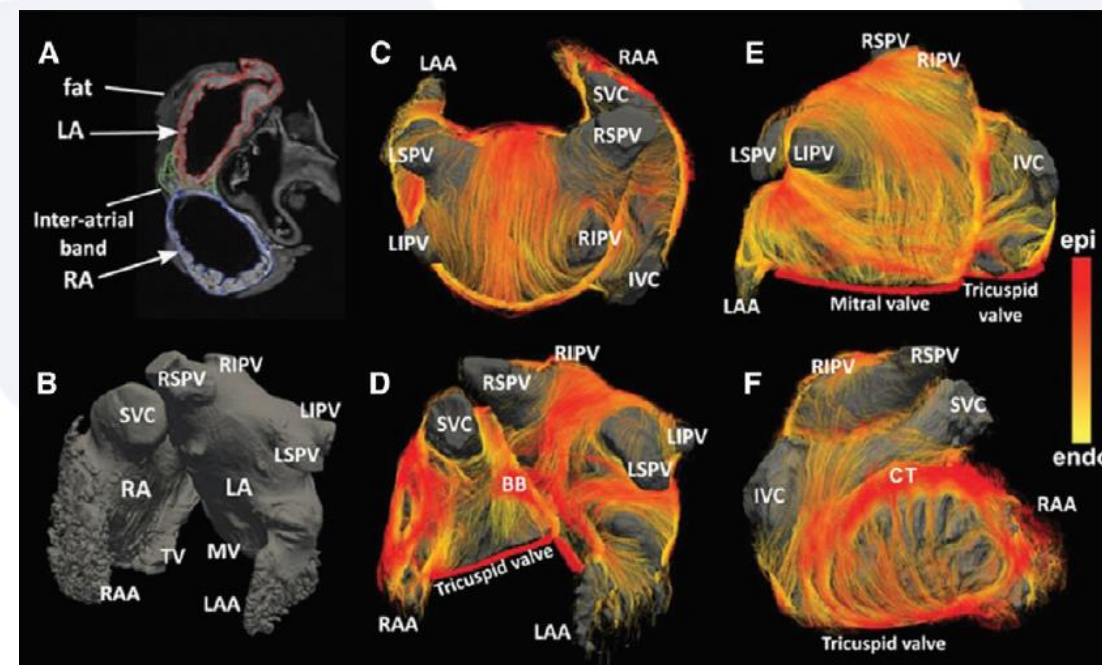 A
fat
LA
Inter-atrial
band
RA
C
LAA
RAA
SVC
RSPV
LSPV
LIPV
RIPV
IVC
E
RSPV
RIPV
LSPV
LIPV
IVC
LAA
Mitral valve
Tricuspid
valve
epi
endo
B
RSPV
RIPV
SVC
LIPV
LSPV
RA
LA
TV
MV
RAA
LAA
D
RIPV
RSPV
SVC
LIPV
LSPV
BB
Tricuspid valve
RAA
LAA
F
RIPV
RSPV
SVC
IVC
CT
RAA
Tricuspid valve